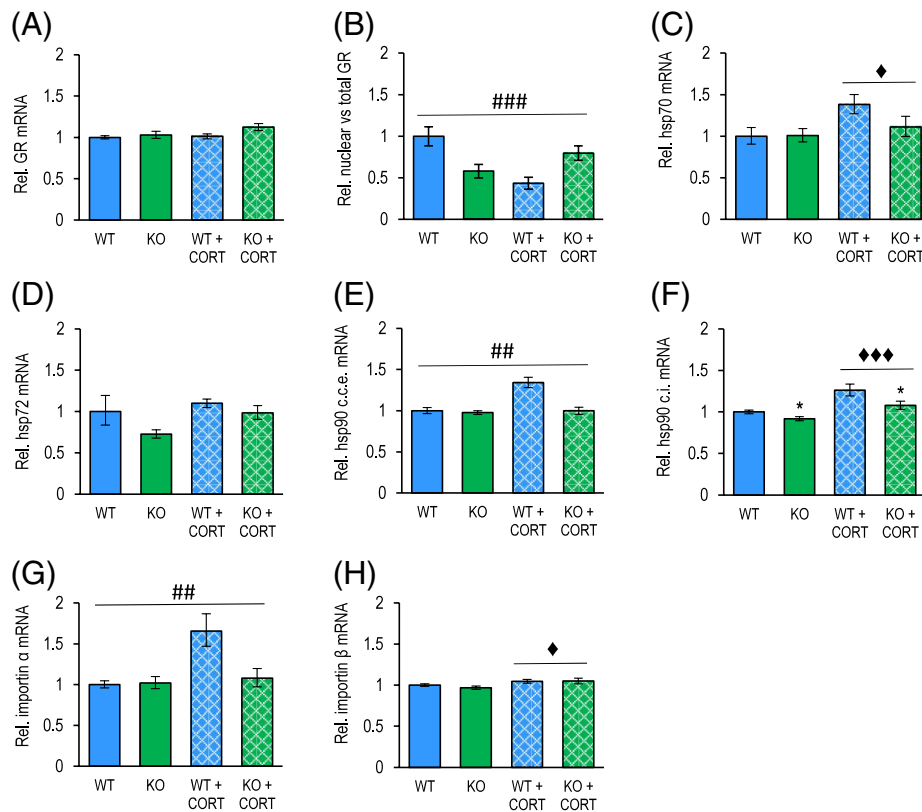 (A)
Rel. GR mRNA
2
1.5
1
0.5
0
WT
KO
WT +
CORT
KO +
CORT
(B)
Rel. nuclear vs total GR
2
1.5
1
0.5
0
###
WT
KO
WT +
CORT
KO +
CORT
(C)
Rel. hsp70 mRNA
2
1.5
1
0.5
0
♦
WT
KO
WT +
CORT
KO +
CORT
(D)
Rel. hsp72 mRNA
2
1.5
1
0.5
0
WT
KO
WT +
CORT
KO +
CORT
(E)
Rel. hsp90 c.c.e. mRNA
2
1.5
1
0.5
0
##
WT
KO
WT +
CORT
KO +
CORT
(F)
Rel. hsp90 c.i. mRNA
2
1.5
1
0.5
0
♦♦♦
*
*
WT
KO
WT +
CORT
KO +
CORT
(G)
Rel. importin α mRNA
2
1.5
1
0.5
0
##
WT
KO
WT +
CORT
KO +
CORT
(H)
Rel. importin β mRNA
2
1.5
1
0.5
0
♦
WT
KO
WT +
CORT
KO +
CORT